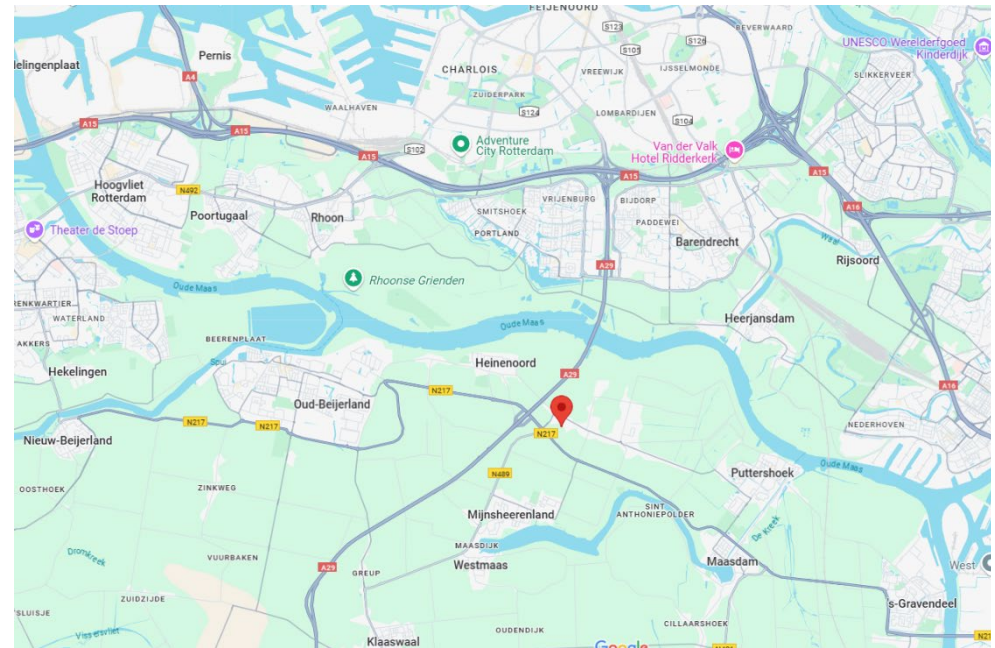 FEIJENOORD
S123
S126
BEVERWAARD
UNESCO Werelderfgoed
Kinderdijk
Pernis
S105
elingenplaat
A4
CHARLOIS
VREEWIJK
IJSSELMONDE
SLIKKERVEER
ZUIDERPARK
WAALHAVEN
S124
LOMBARDIJEN
S104
A15
A15
S102
Adventure
City Rotterdam
Van der Valk
Hotel Ridderkerk
A15
A15
A15
Hoogvliet
Rotterdam
N492
VRIJENBURG
BIJDORP
A16
Poortugaal
Rhoon
SMITSHOEK
PADDEWEI
Theater de Stoep
PORTLAND
Barendrecht
Waal
Rijsoord
A29
Rhoonse Grienden
Oude Maas
RENKWARTIER
WATERLAND
Oude Maas
Heerjansdam
BEERENPLAAT
AKKERS
Spui
Heinenoord
Hekelingen
A29
A16
N217
Oud-Beijerland
N217
N217
N217
NEDERHOVEN
Nieuw-Beijerland
Oude Maas
N489
Puttershoek
OOSTHOEK
ZINKWEG
Mijnsheerenland
SINT
ANTHONIEPOLDER
De Kreek
MAASDIJK
Dromkreek
VUURBAKEN
Westmaas
Maasdam
West
A29
GREUP
ZUIDZIJDE
's-Gravendeel
SLUISJE
Vissersvliet
OUDENDIJK
CILLAARSHOEK
Klaaswaal
Google
N217